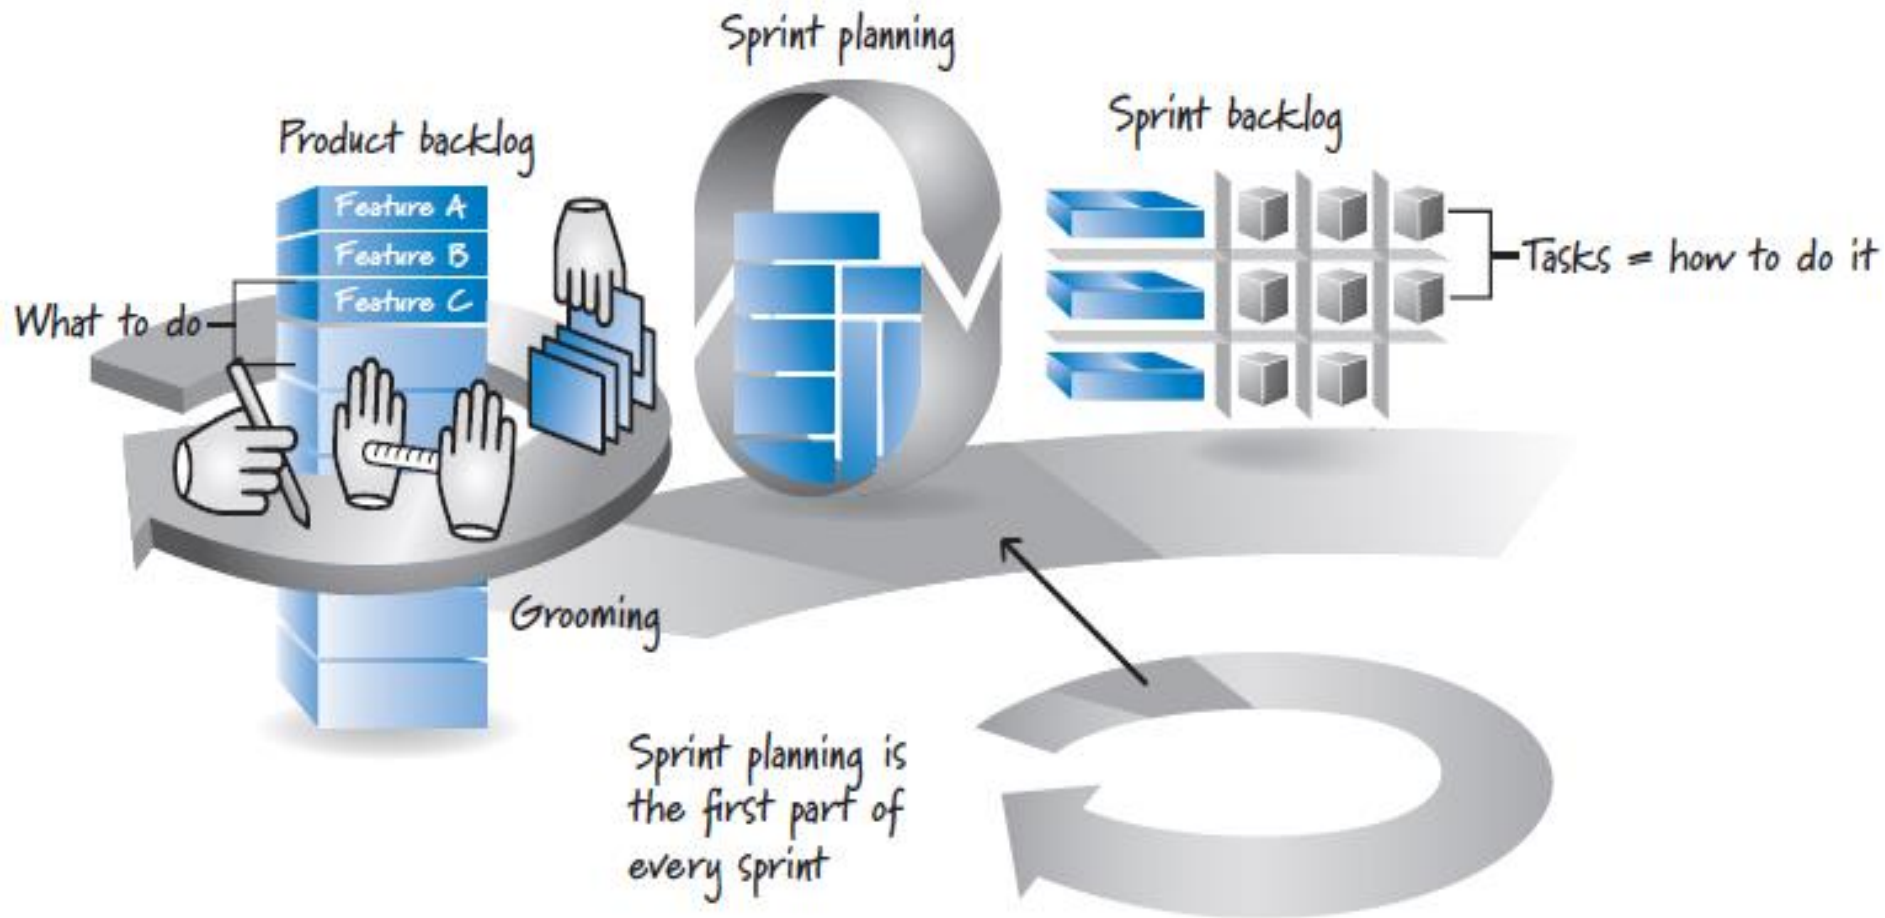 Sprint planning
Product backlog
Sprint backlog
Feature A
Feature B
Feature C
What to do
Tasks = how to do it
Grooming
Sprint planning is
the first part of
every sprint